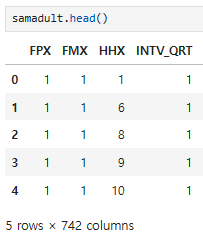 samadult.head()
FPX FMX HHX INTV_QRT
0 1 1 1 1
1 1 1 6 1
2 1 1 8 1
3 1 1 9 1
4 1 1 10 1
5 rows × 742 columns